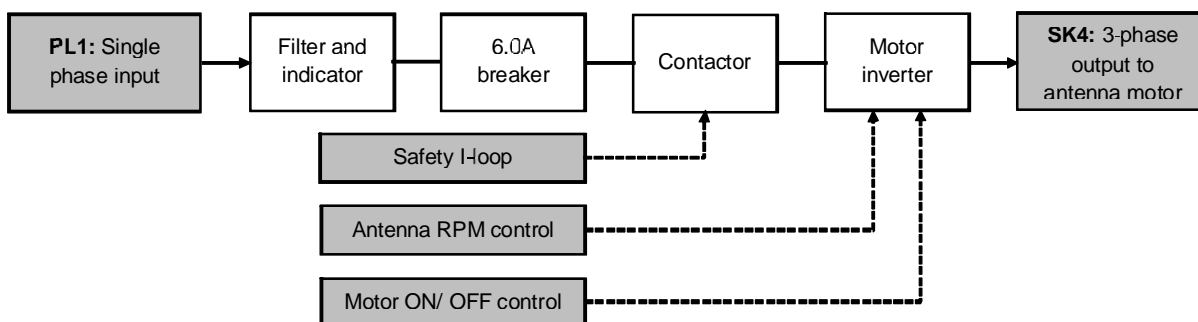 PL1: Single
phase input
Filter and
indicator
6.0A
breaker
Contactor
Motor
inverter
SK4: 3-phase
output to
antenna motor
Safety I-loop
Antenna RPM control
Motor ON/ OFF control